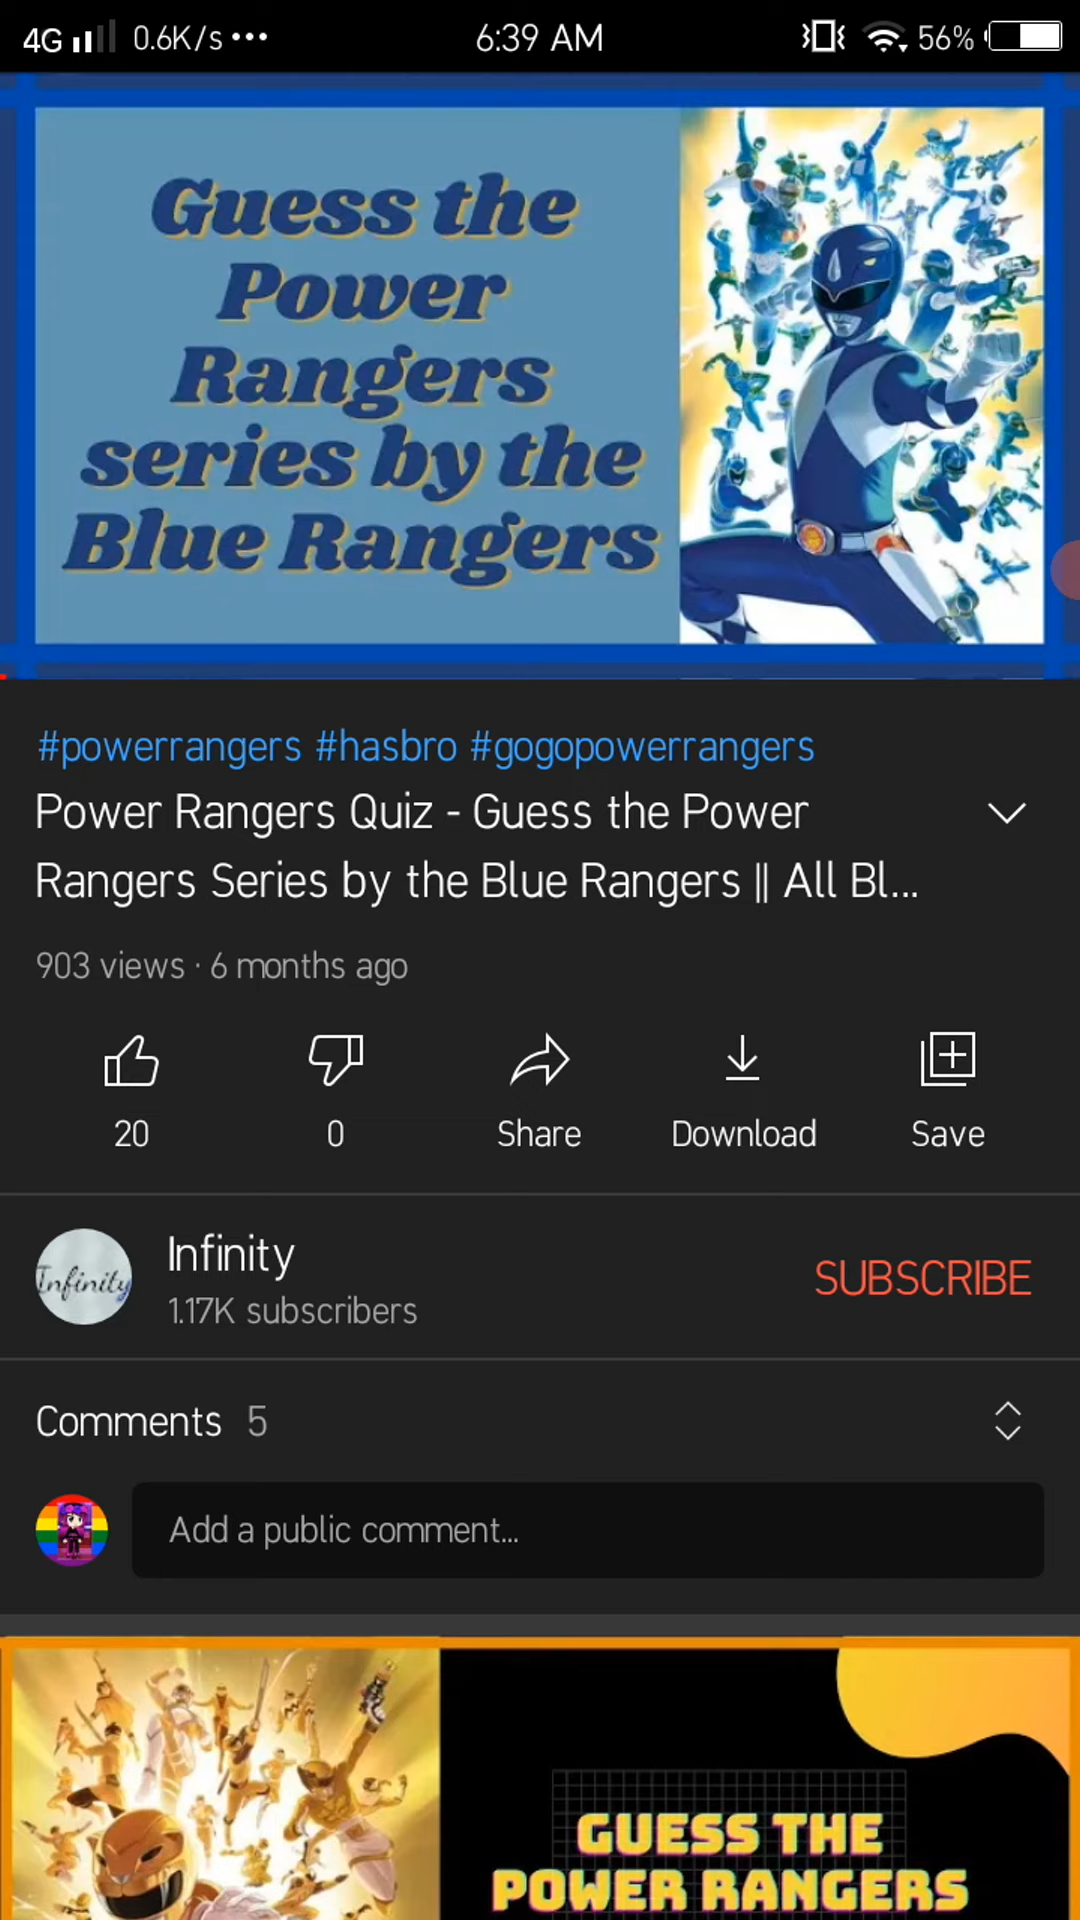 4G 0.6K/s ••• 6:39 AM 56%
Guess the
Power
Rangers
series by the
Blue Rangers
#powerrangers #hasbro #gogopowerrangers
Power Rangers Quiz - Guess the Power
Rangers Series by the Blue Rangers || All Bl...
903 views · 6 months ago
20 0 Share Download Save
Infinity
Infinity
1.17K subscribers
SUBSCRIBE
Comments 5
Add a public comment...
GUESS THE
POWER RANGERS